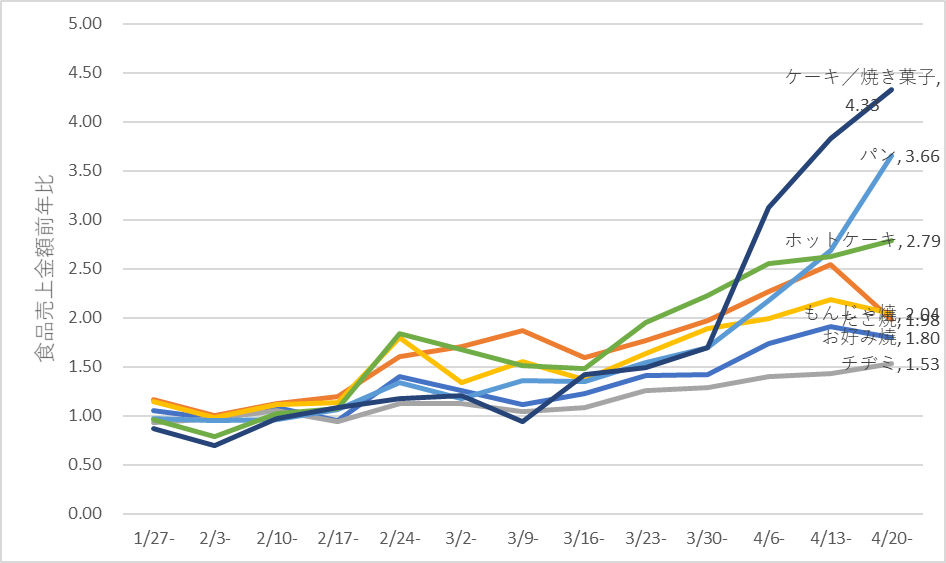 5.00
4.50
4.00
3.50
3.00
2.50
2.00
1.50
1.00
0.50
0.00
食品売上金額前年比
ケーキ／焼き菓子,
4.33
パン, 3.66
ホットケーキ, 2.79
もんじゃ焼, 2.04
たこ焼, 1.98
お好み焼, 1.80
チヂミ, 1.53
1/27- 2/3- 2/10- 2/17- 2/24- 3/2- 3/9- 3/16- 3/23- 3/30- 4/6- 4/13- 4/20-